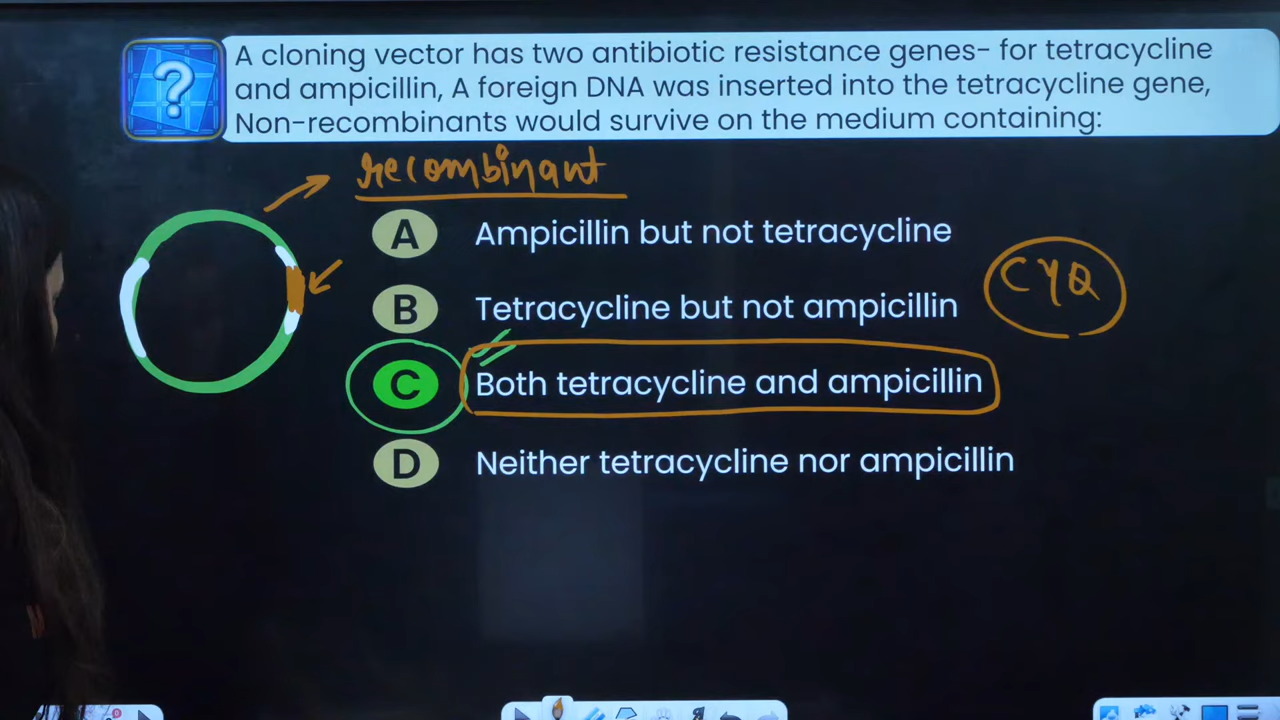 A cloning vector has two antibiotic resistance genes- for tetracycline
and ampicillin, A foreign DNA was inserted into the tetracycline gene,
Non-recombinants would survive on the medium containing:
recombinant
A Ampicillin but not tetracycline
B Tetracycline but not ampicillin
CYQ
C Both tetracycline and ampicillin
D Neither tetracycline nor ampicillin